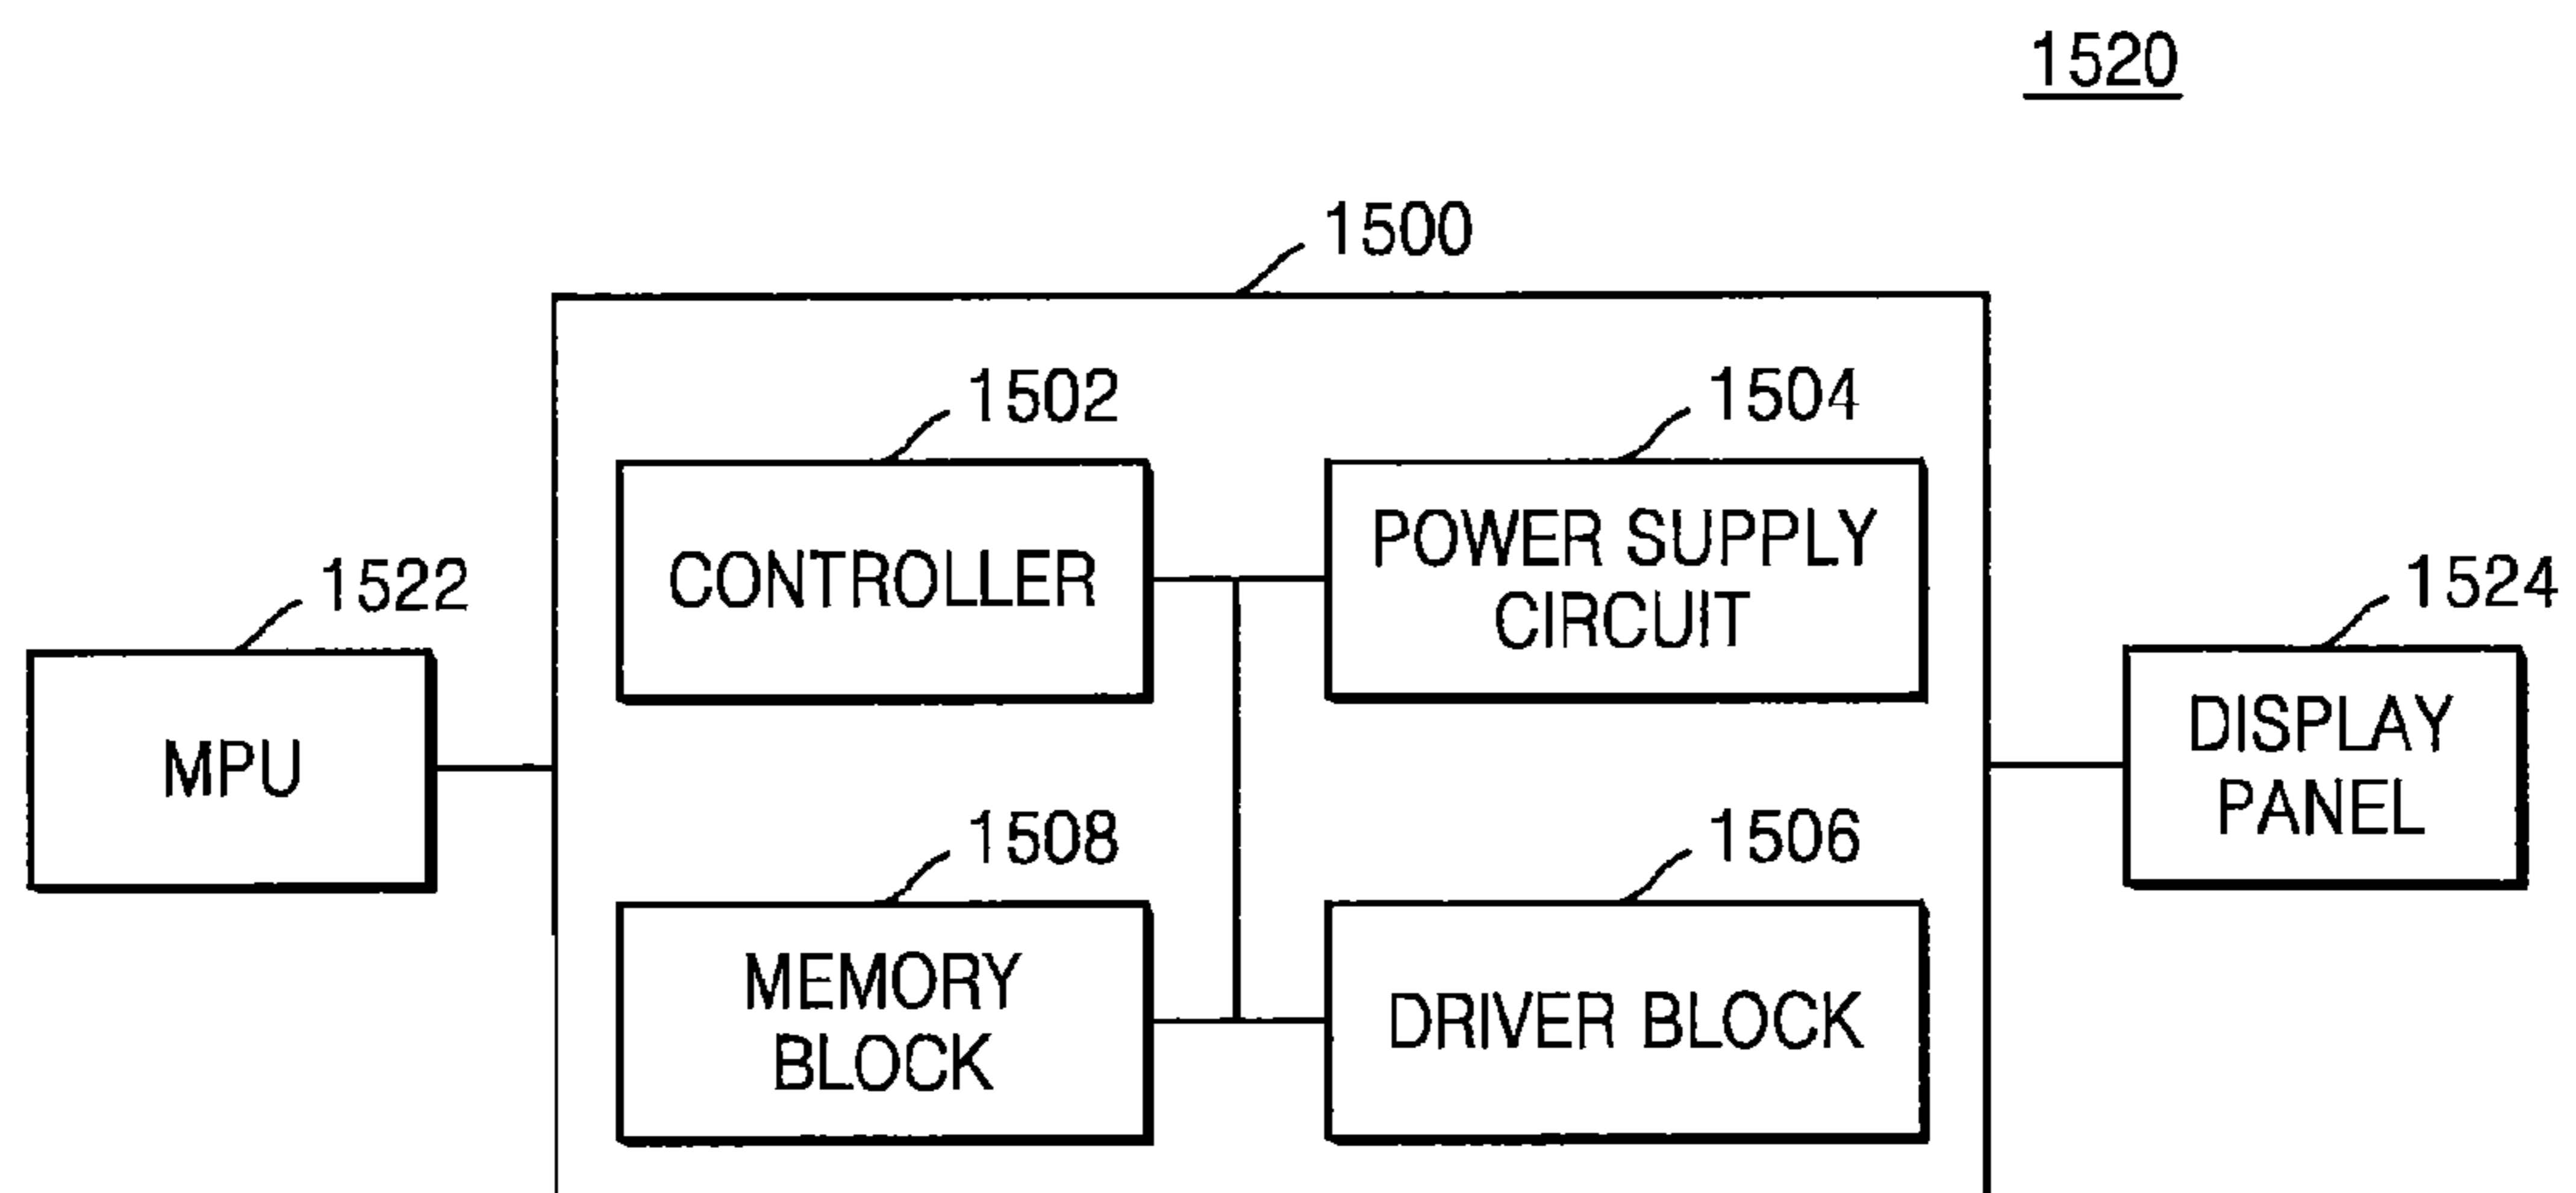 1520
1500
1502
1504
CONTROLLER
POWER SUPPLY
CIRCUIT
1522
MPU
1524
DISPLAY
PANEL
1508
1506
MEMORY
BLOCK
DRIVER BLOCK